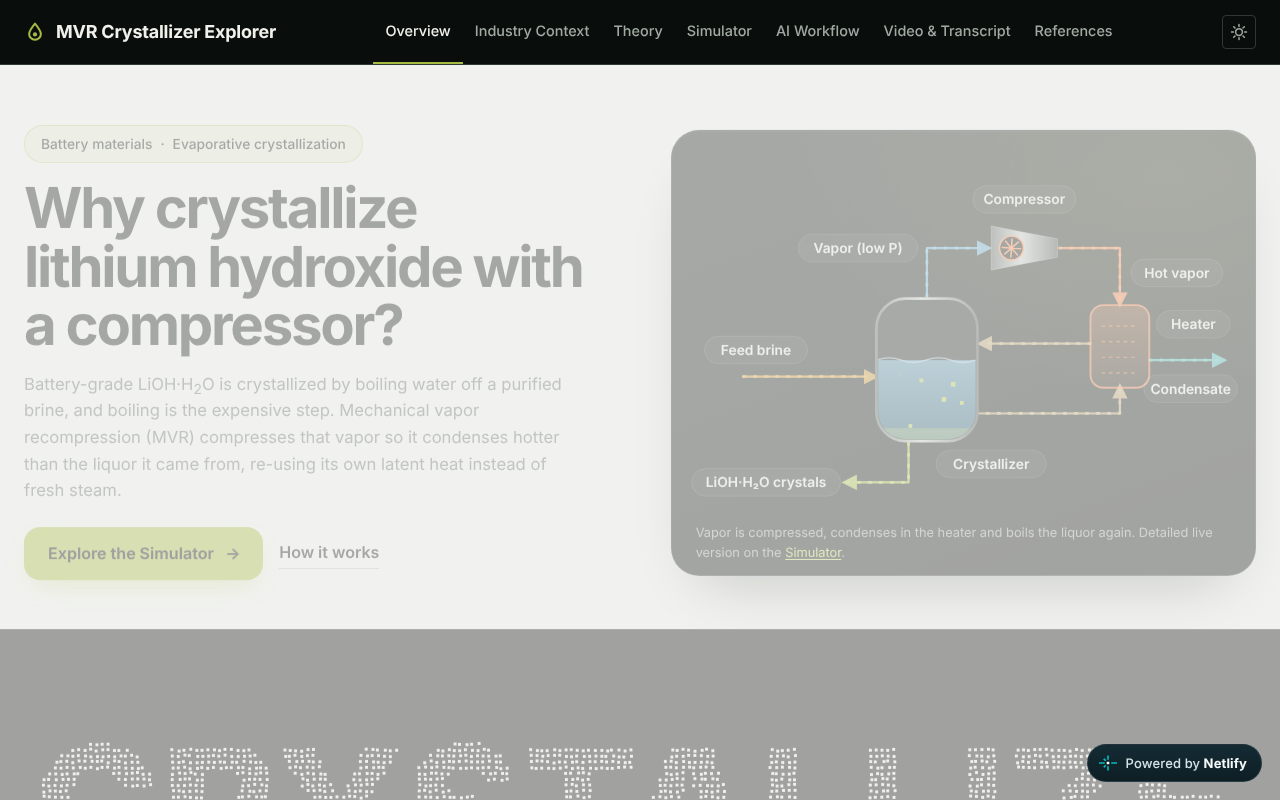 MVR Crystallizer Explorer
Overview
Industry Context
Theory
Simulator
AI Workflow
Video & Transcript
References
Battery materials · Evaporative crystallization
Why crystallize
lithium hydroxide with
a compressor?
Battery-grade LiOH·H₂O is crystallized by boiling water off a purified
brine, and boiling is the expensive step. Mechanical vapor
recompression (MVR) compresses that vapor so it condenses hotter
than the liquor it came from, re-using its own latent heat instead of
fresh steam.
Explore the Simulator →
How it works
Compressor
Vapor (low P)
Hot vapor
Heater
Feed brine
Condensate
Crystallizer
LiOH·H₂O crystals
Vapor is compressed, condenses in the heater and boils the liquor again. Detailed live
version on the Simulator.
Powered by Netlify